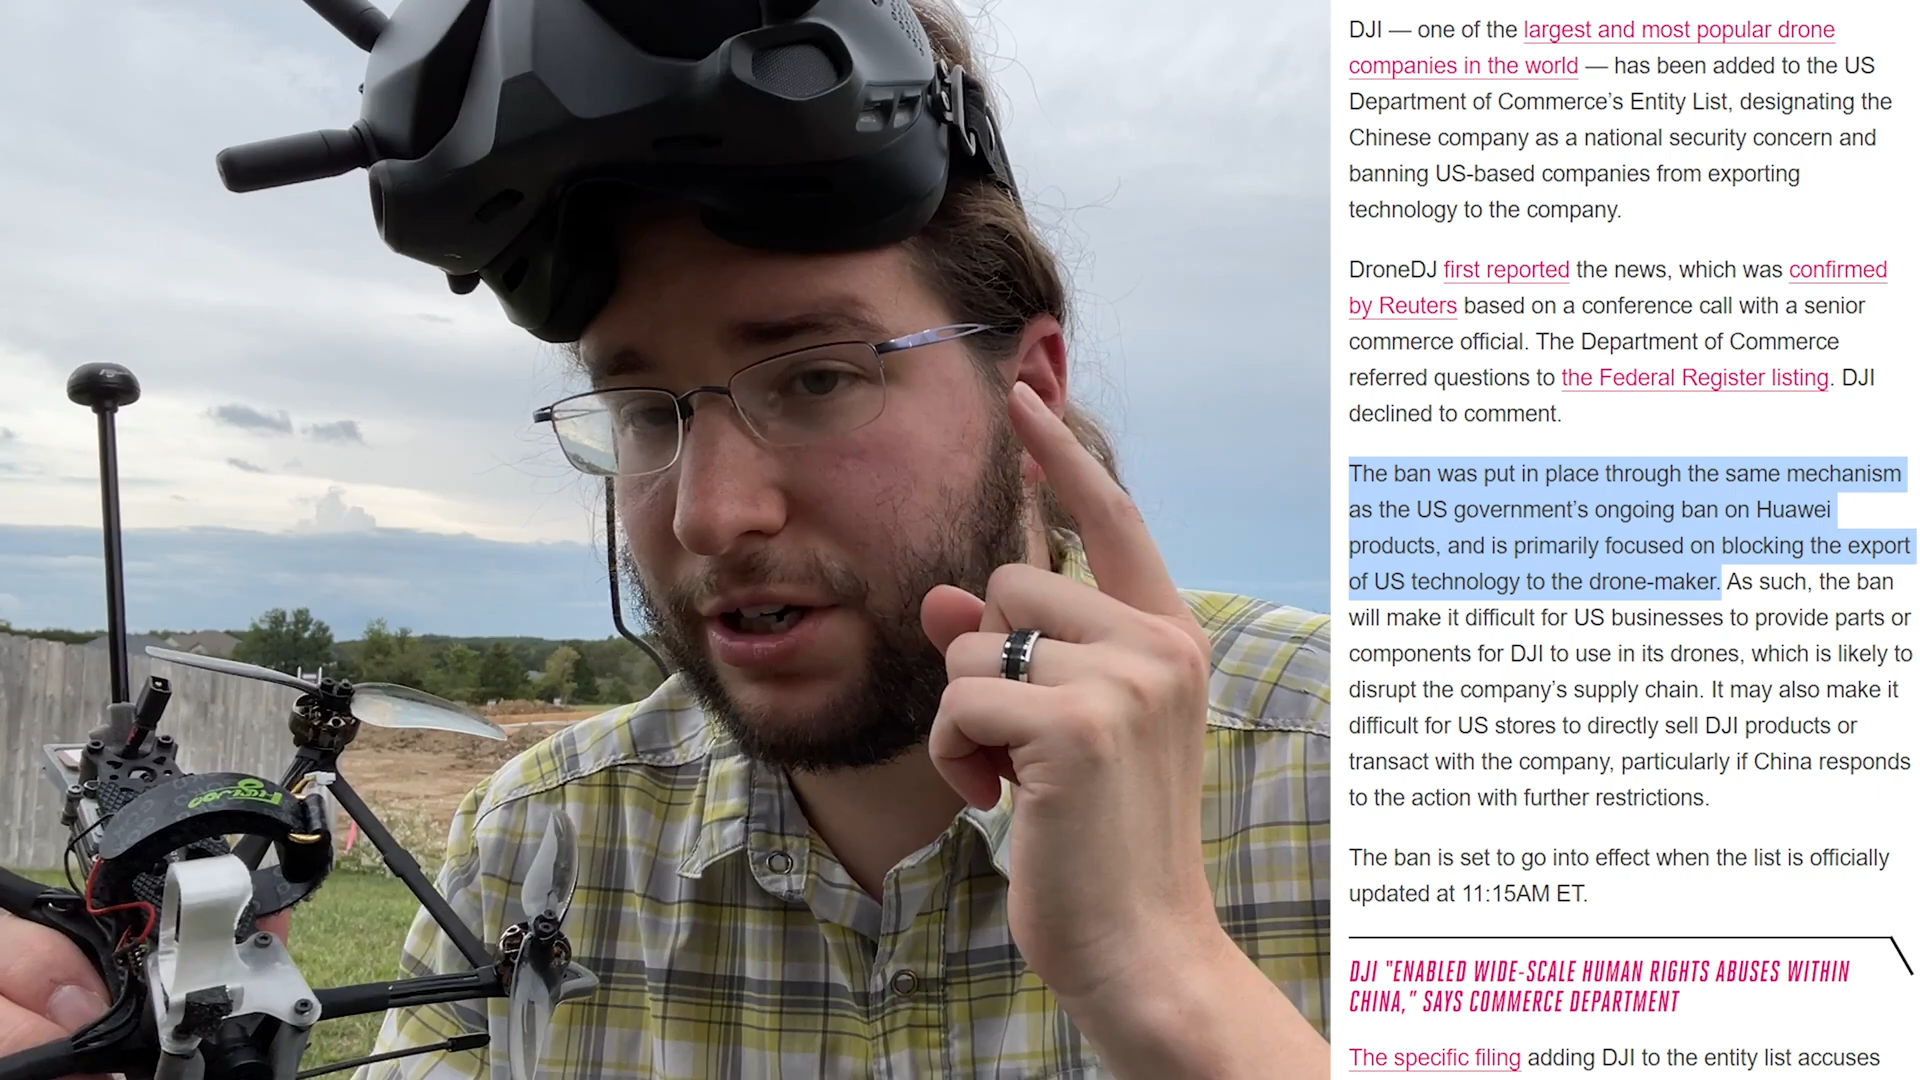 DJI — one of the largest and most popular drone
companies in the world — has been added to the US
Department of Commerce’s Entity List, designating the
Chinese company as a national security concern and
banning US-based companies from exporting
technology to the company.
DroneDJ first reported the news, which was confirmed
by Reuters based on a conference call with a senior
commerce official. The Department of Commerce
referred questions to the Federal Register listing. DJI
declined to comment.
The ban was put in place through the same mechanism
as the US government’s ongoing ban on Huawei
products, and is primarily focused on blocking the export
of US technology to the drone-maker. As such, the ban
will make it difficult for US businesses to provide parts or
components for DJI to use in its drones, which is likely to
disrupt the company’s supply chain. It may also make it
difficult for US stores to directly sell DJI products or
transact with the company, particularly if China responds
to the action with further restrictions.
The ban is set to go into effect when the list is officially
updated at 11:15AM ET.
DJI "ENABLED WIDE-SCALE HUMAN RIGHTS ABUSES WITHIN
CHINA," SAYS COMMERCE DEPARTMENT
The specific filing adding DJI to the entity list accuses